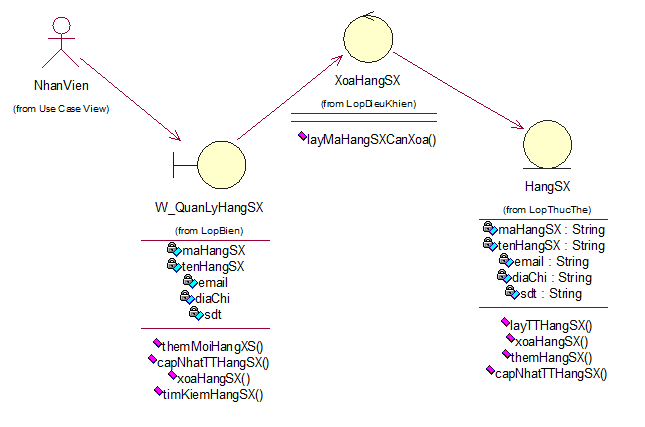 NhanVien
(from Use Case View)
W_QuanLyHangSX
(from LopBien)
maHangSX
tenHangSX
email
diaChi
sdt
themMoiHangXS()
capNhatTTHangSX()
xoaHangSX()
timKiemHangSX()
XoaHangSX
(from LopDieuKhien)
layMaHangSXCanXoa()
HangSX
(from LopThucThe)
maHangSX : String
tenHangSX : String
email : String
diaChi : String
sdt : String
layTTHangSX()
xoaHangSX()
themHangSX()
capNhatTTHangSX()